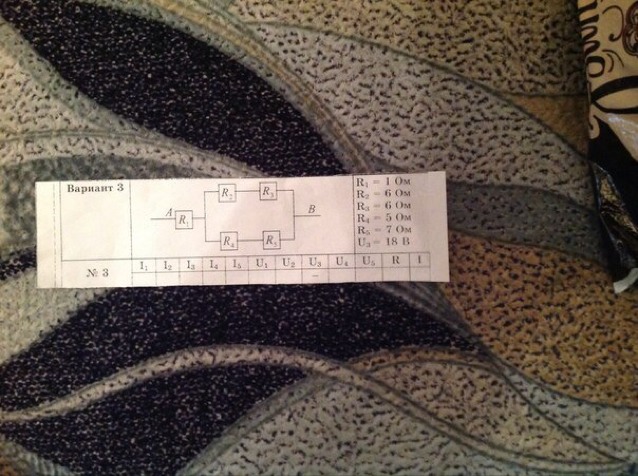 Вариант 3
R₂ R₃
A R₁ B
R₄ R₅
R₁ = 1 Ом
R₂ = 6 Ом
R₃ = 6 Ом
R₄ = 5 Ом
R₅ = 7 Ом
U₃ = 18 В
№ 3 I₁ I₂ I₃ I₄ I₅ U₁ U₂ U₃ U₄ U₅ R I
–